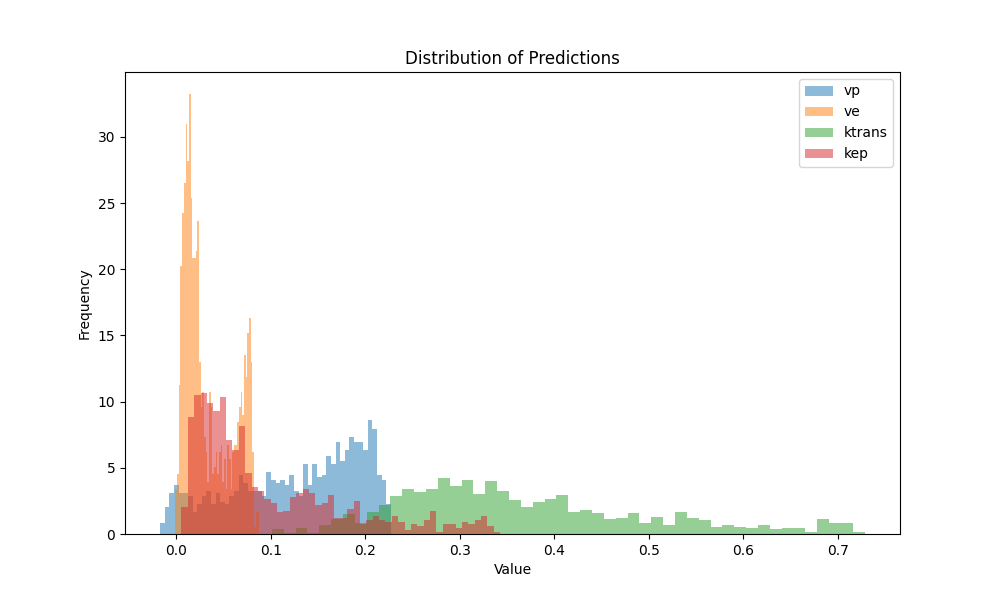 Distribution of Predictions
vp
ve
ktrans
kep
Frequency
30
25
20
15
10
5
0
0.0 0.1 0.2 0.3 0.4 0.5 0.6 0.7
Value